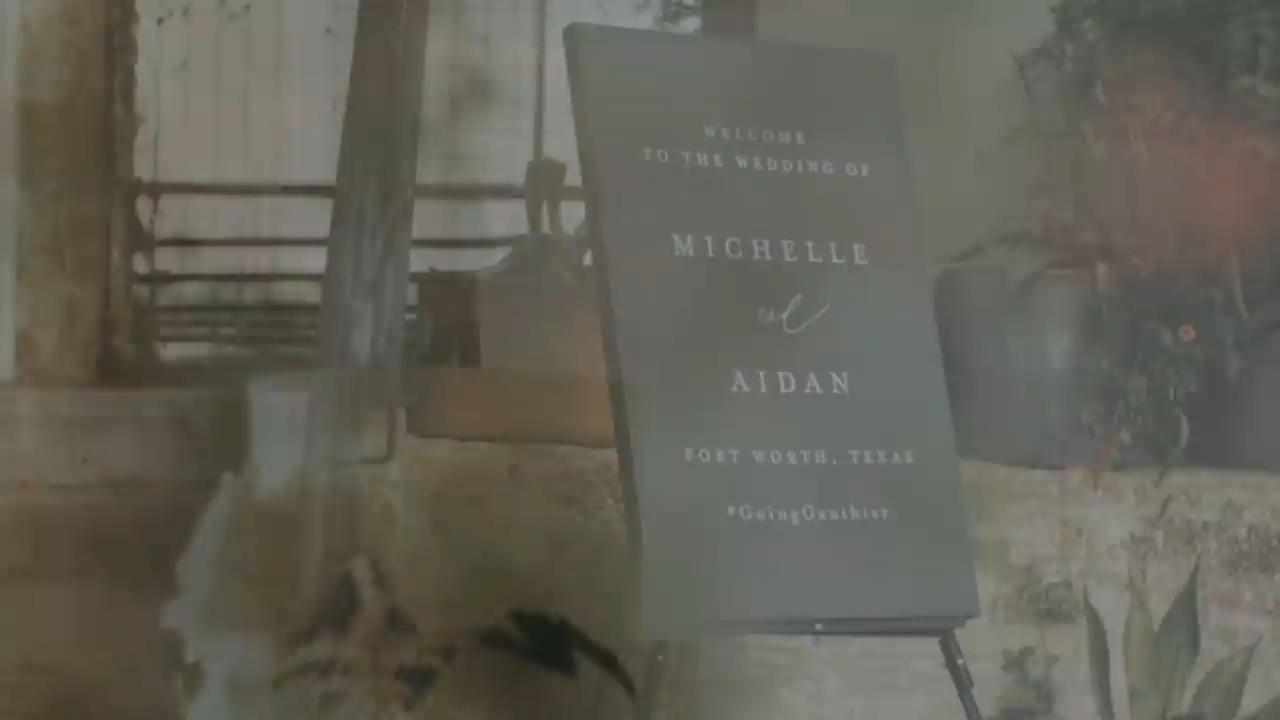 WELCOME
TO THE WEDDING OF
MICHELLE
AIDAN
FORT WORTH, TEXAS
#GoingGauthier